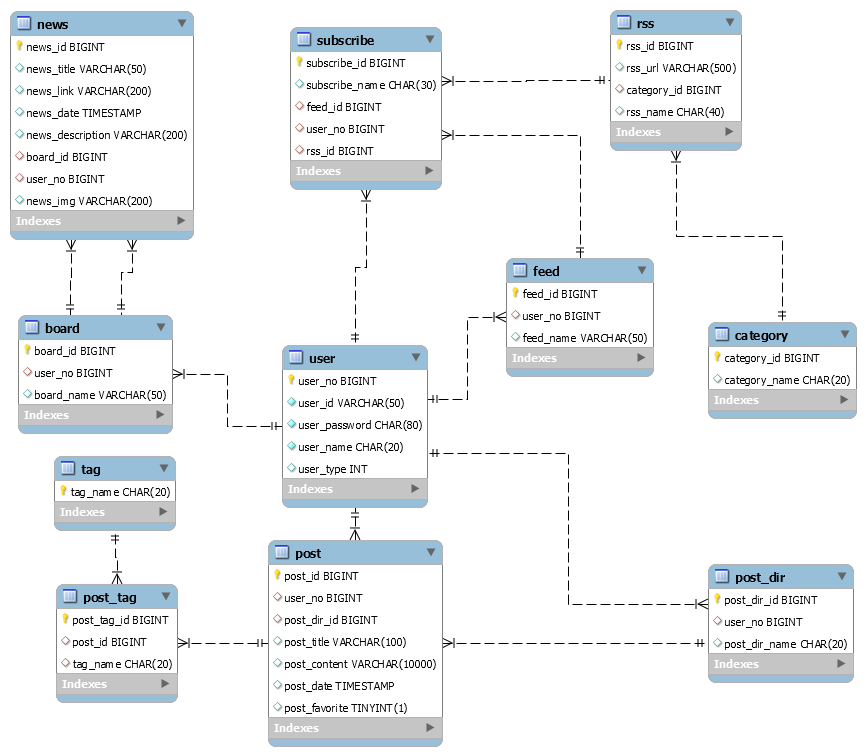 news
news_id BIGINT
news_title VARCHAR(50)
news_link VARCHAR(200)
news_date TIMESTAMP
news_description VARCHAR(200)
board_id BIGINT
user_no BIGINT
news_img VARCHAR(200)
Indexes
subscribe
subscribe_id BIGINT
subscribe_name CHAR(30)
feed_id BIGINT
user_no BIGINT
rss_id BIGINT
Indexes
rss
rss_id BIGINT
rss_url VARCHAR(500)
category_id BIGINT
rss_name CHAR(40)
Indexes
feed
feed_id BIGINT
user_no BIGINT
feed_name VARCHAR(50)
Indexes
board
board_id BIGINT
user_no BIGINT
board_name VARCHAR(50)
Indexes
user
user_no BIGINT
user_id VARCHAR(50)
user_password CHAR(80)
user_name CHAR(20)
user_type INT
Indexes
category
category_id BIGINT
category_name CHAR(20)
Indexes
tag
tag_name CHAR(20)
Indexes
post_tag
post_tag_id BIGINT
post_id BIGINT
tag_name CHAR(20)
Indexes
post
post_id BIGINT
user_no BIGINT
post_dir_id BIGINT
post_title VARCHAR(100)
post_content VARCHAR(10000)
post_date TIMESTAMP
post_favorite TINYINT(1)
Indexes
post_dir
post_dir_id BIGINT
user_no BIGINT
post_dir_name CHAR(20)
Indexes